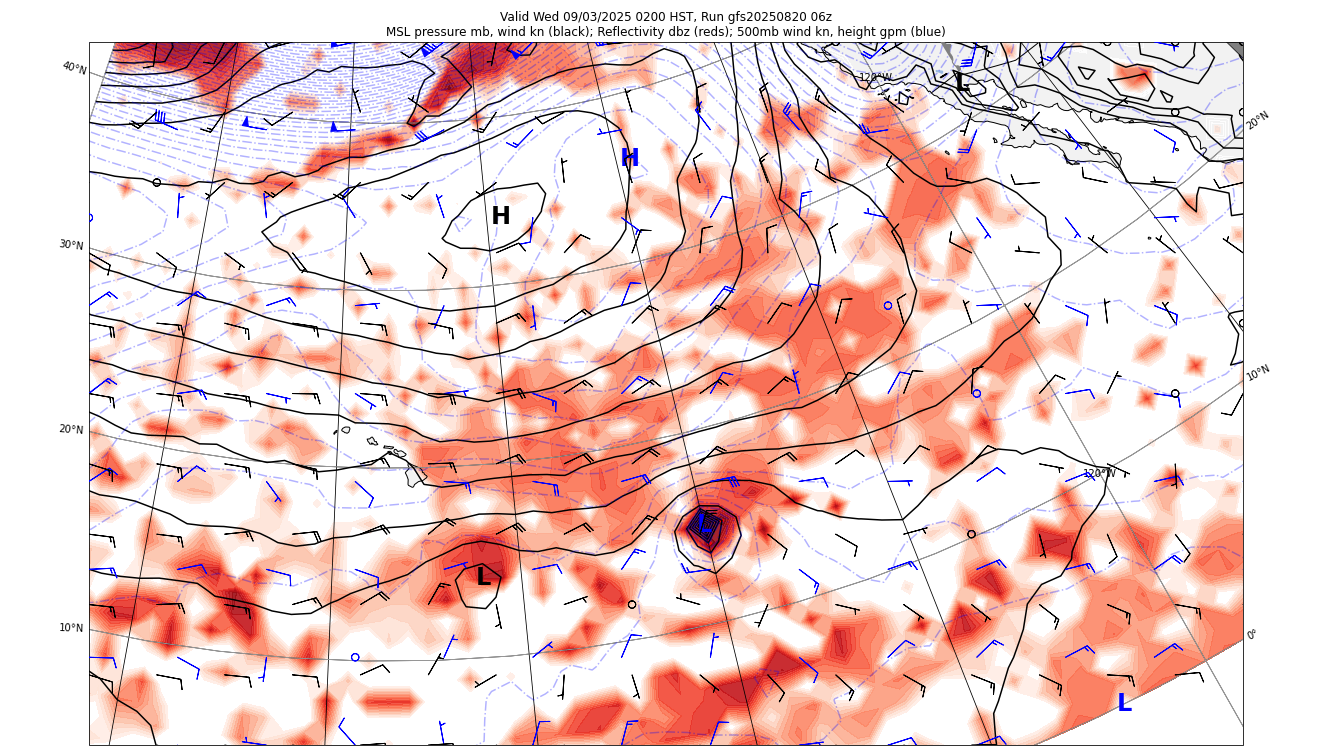 Valid Wed 09/03/2025 0200 HST, Run gfs20250820 06z
MSL pressure mb, wind kn (black); Reflectivity dbz (reds); 500mb wind kn, height gpm (blue)
40°N
120°W
L
20°N
H
H
30°N
10°N
20°N
120°W
L
L
10°N
0°
L